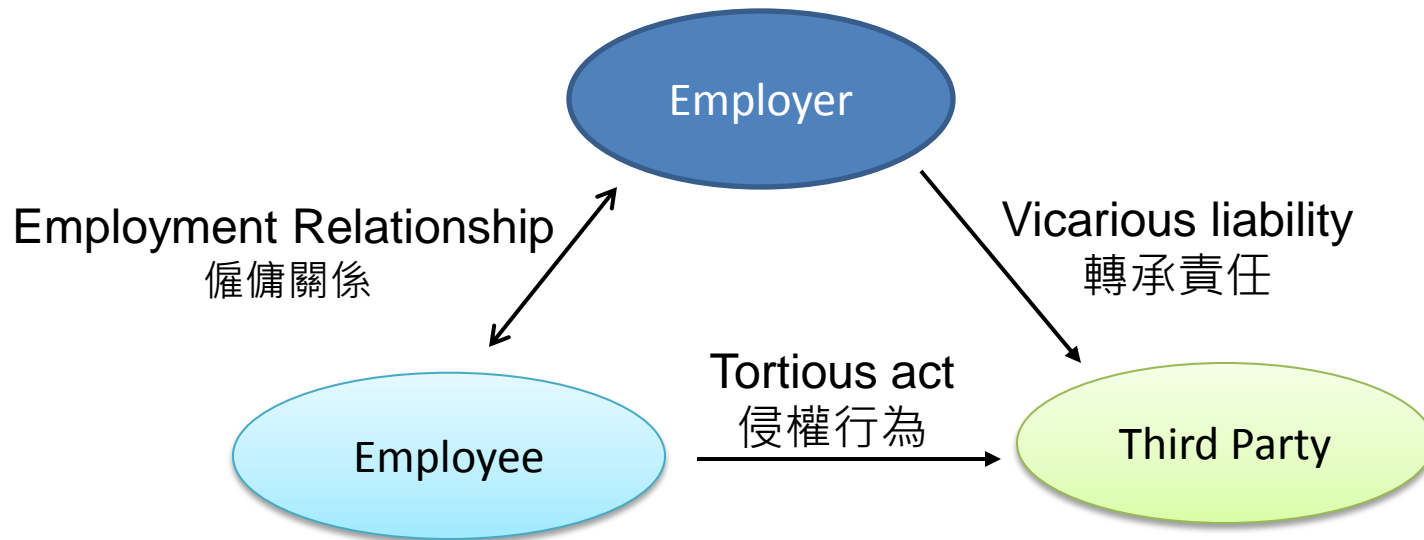 Employer
Employment Relationship
僱傭關係
Vicarious liability
轉承責任
Tortious act
侵權行為
Employee
Third Party